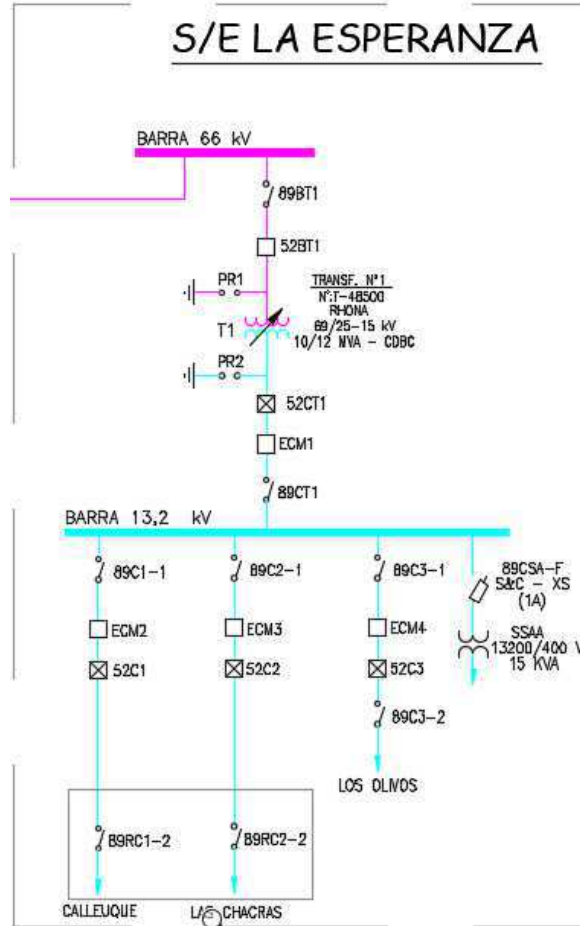 S/E LA ESPERANZA
BARRA 66 kV
89BT1
52BT1
PR1
TRANSF. N°1
N°:T-48500
RHONA
69/25-15 kV
10/12 MVA - CDBC
T1
PR2
52CT1
ECM1
89CT1
BARRA 13,2 kV
89C1-1
89C2-1
89C3-1
89CSA-F
S&C - XS
(1A)
ECM2
ECM3
ECM4
SSAA
13200/400 V
15 KVA
52C1
52C2
52C3
89C3-2
LOS OLIVOS
89RC1-2
89RC2-2
CALLEUQUE
LAS CHACRAS